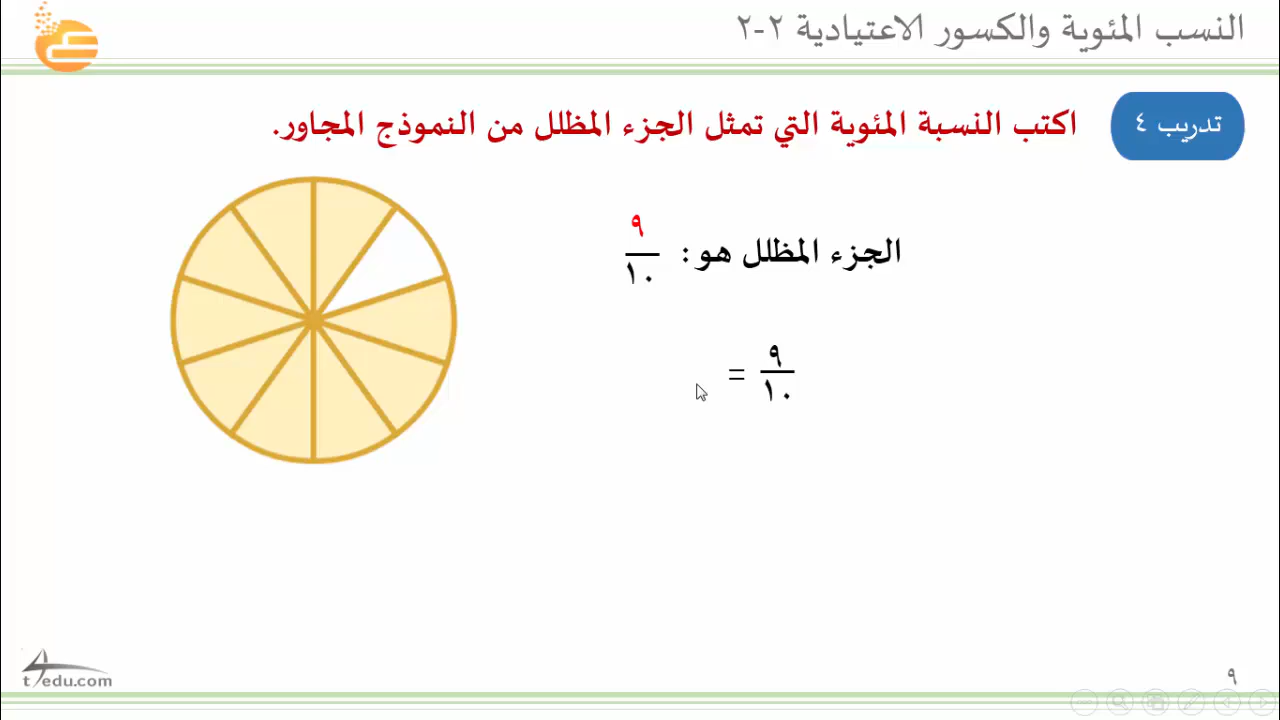 النسب المئوية والكسور الاعتيادية ٢-٢
تدريب ٤
اكتب النسبة المئوية التي تمثل الجزء المظلل من النموذج المجاور.
الجزء المظلل هو: ٩/١٠
٩/١٠ =
t4edu.com
٩